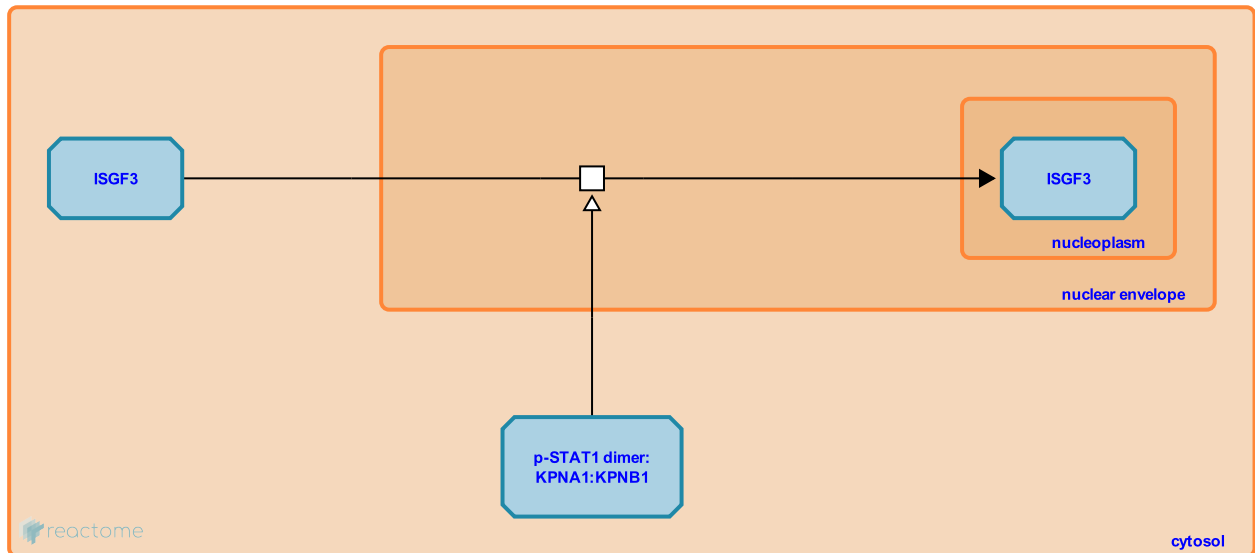 ISGF3
ISGF3
nucleoplasm
nuclear envelope
p-STAT1 dimer:
KPNA1:KPNB1
reactome
cytosol